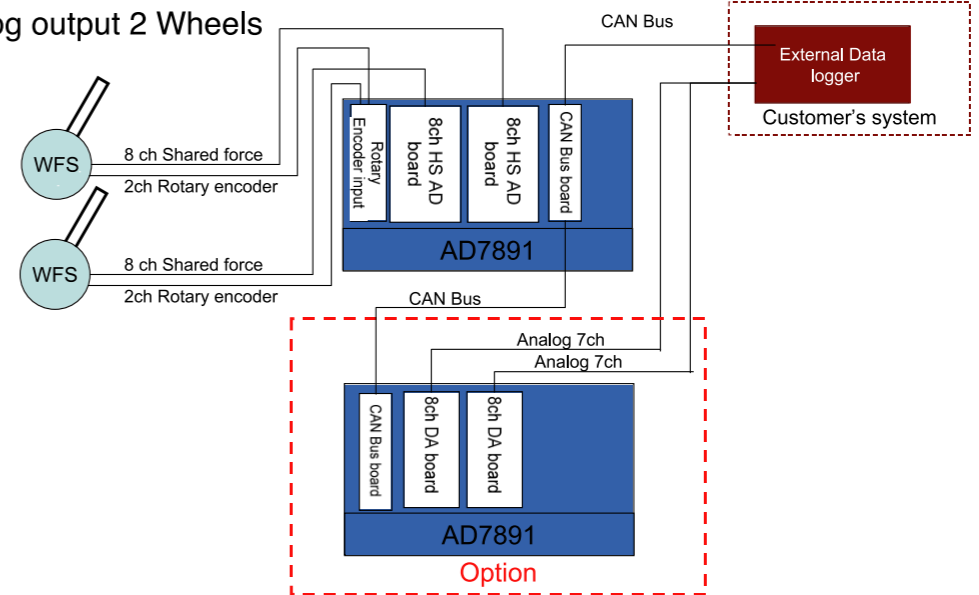 og output 2 Wheels
CAN Bus
External Data
logger
Customer's system
WFS
8 ch Shared force
2ch Rotary encoder
WFS
8 ch Shared force
2ch Rotary encoder
Rotary
Encoder input
8ch HS AD
board
8ch HS AD
board
CAN Bus board
AD7891
CAN Bus
Analog 7ch
Analog 7ch
CAN Bus board
8ch DA board
8ch DA board
AD7891
Option